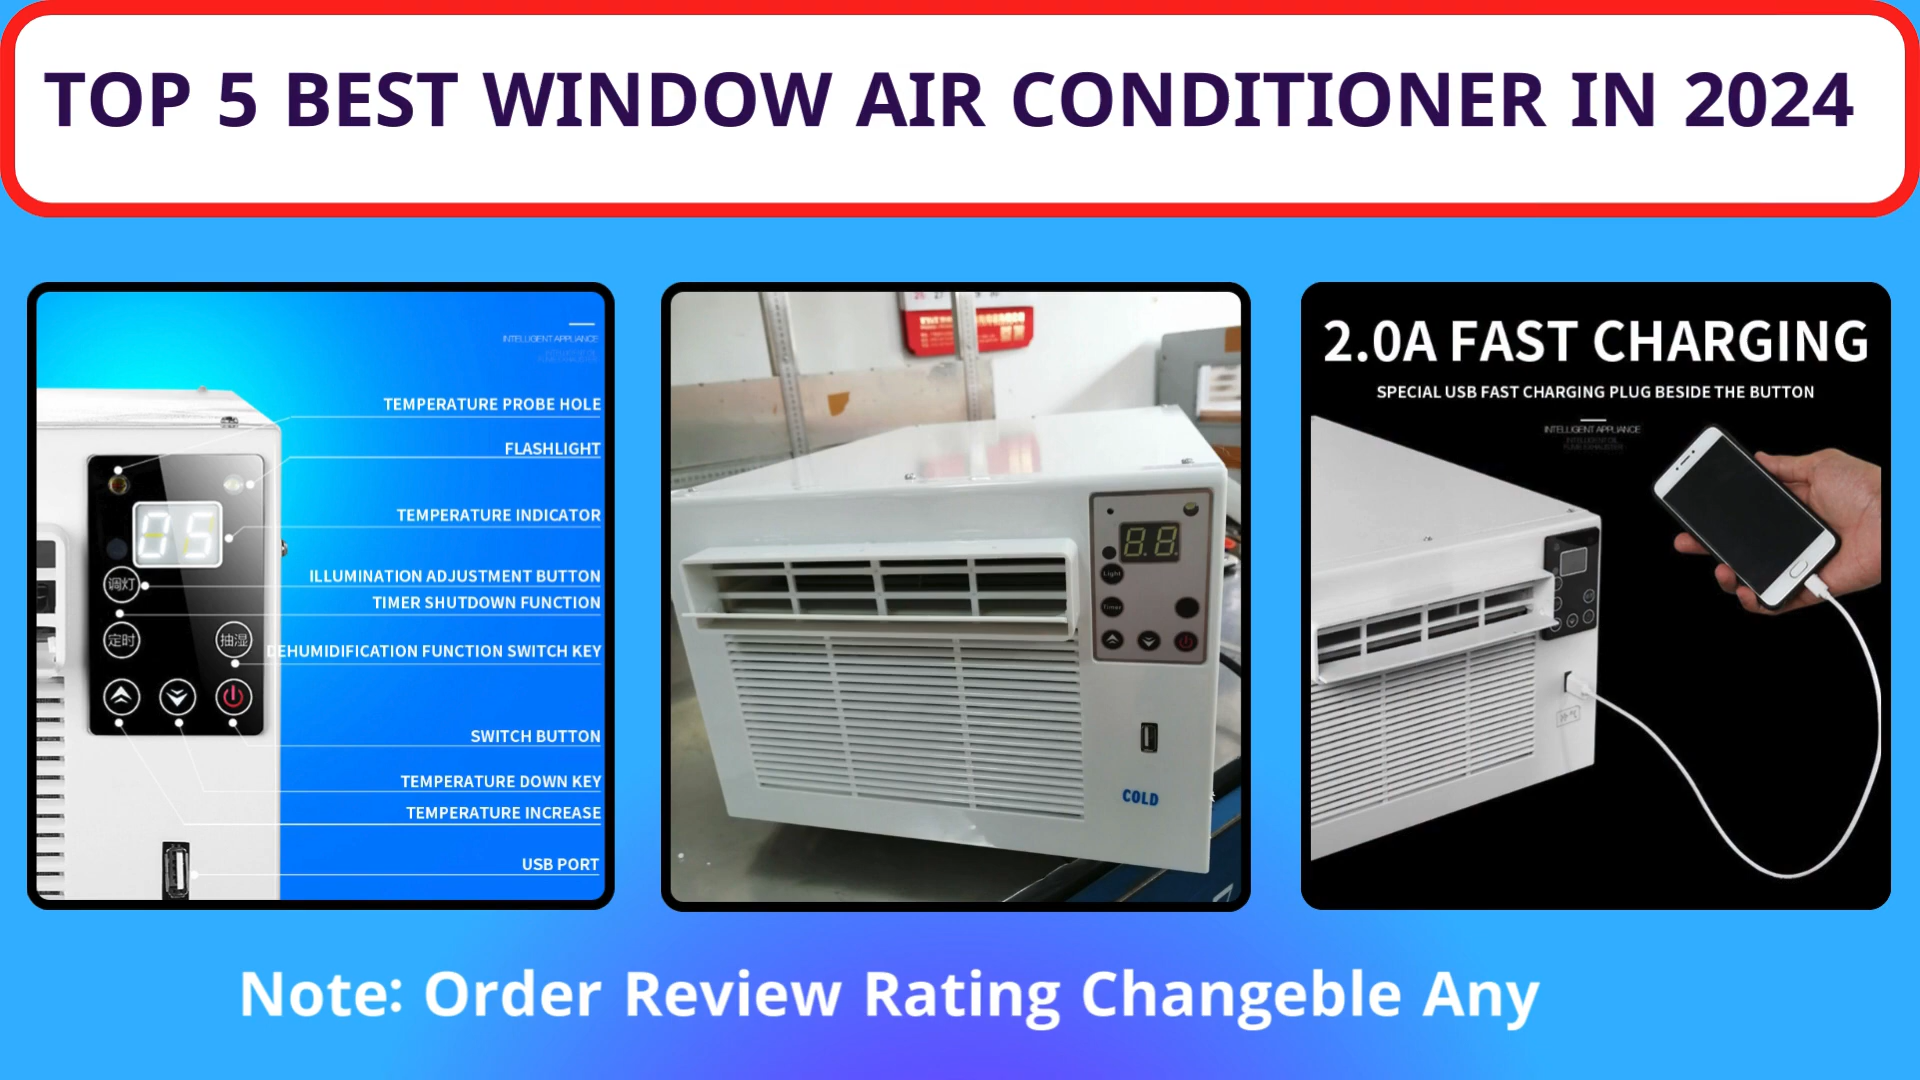 TOP 5 BEST WINDOW AIR CONDITIONER IN 2024
INTELLIGENT APPLIANCE
TEMPERATURE PROBE HOLE
FLASHLIGHT
TEMPERATURE INDICATOR
05
ILLUMINATION ADJUSTMENT BUTTON
调灯
TIMER SHUTDOWN FUNCTION
定时
抽湿
DEHUMIDIFICATION FUNCTION SWITCH KEY
SWITCH BUTTON
TEMPERATURE DOWN KEY
TEMPERATURE INCREASE
USB PORT
8.8.
Light
Timer
COLD
2.0A FAST CHARGING
SPECIAL USB FAST CHARGING PLUG BESIDE THE BUTTON
INTELLIGENT APPLIANCE
Note: Order Review Rating Changeble Any